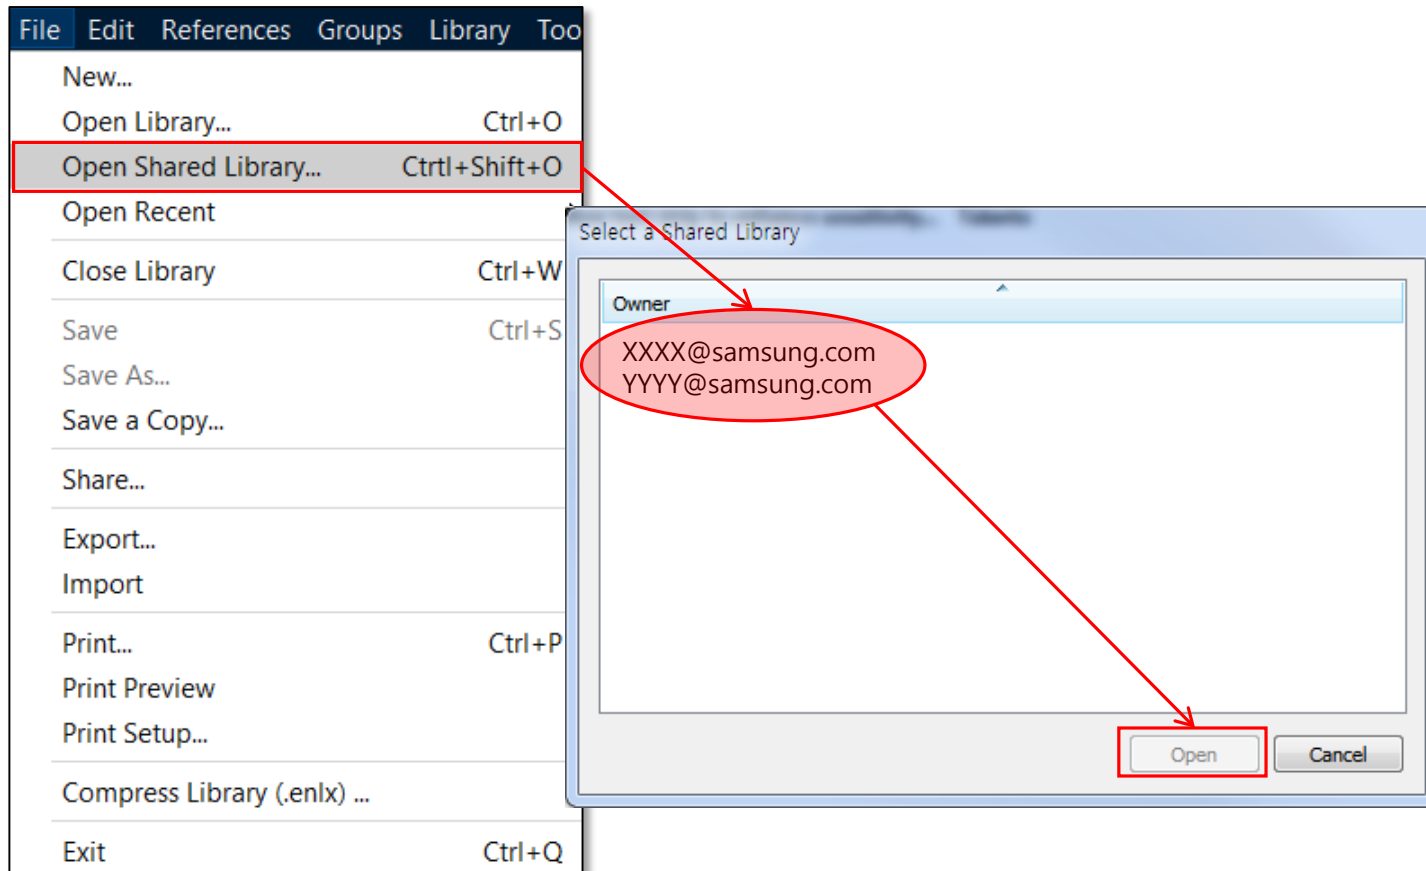 File Edit References Groups Library Too
New...
Open Library... Ctrl+O
Open Shared Library... Ctrtl+Shift+O
Open Recent
Close Library Ctrl+W
Save Ctrl+S
Save As...
Save a Copy...
Share...
Export...
Import
Print... Ctrl+P
Print Preview
Print Setup...
Compress Library (.enlx) ...
Exit Ctrl+Q
Select a Shared Library
Owner
XXXX@samsung.com
YYYY@samsung.com
Open Cancel